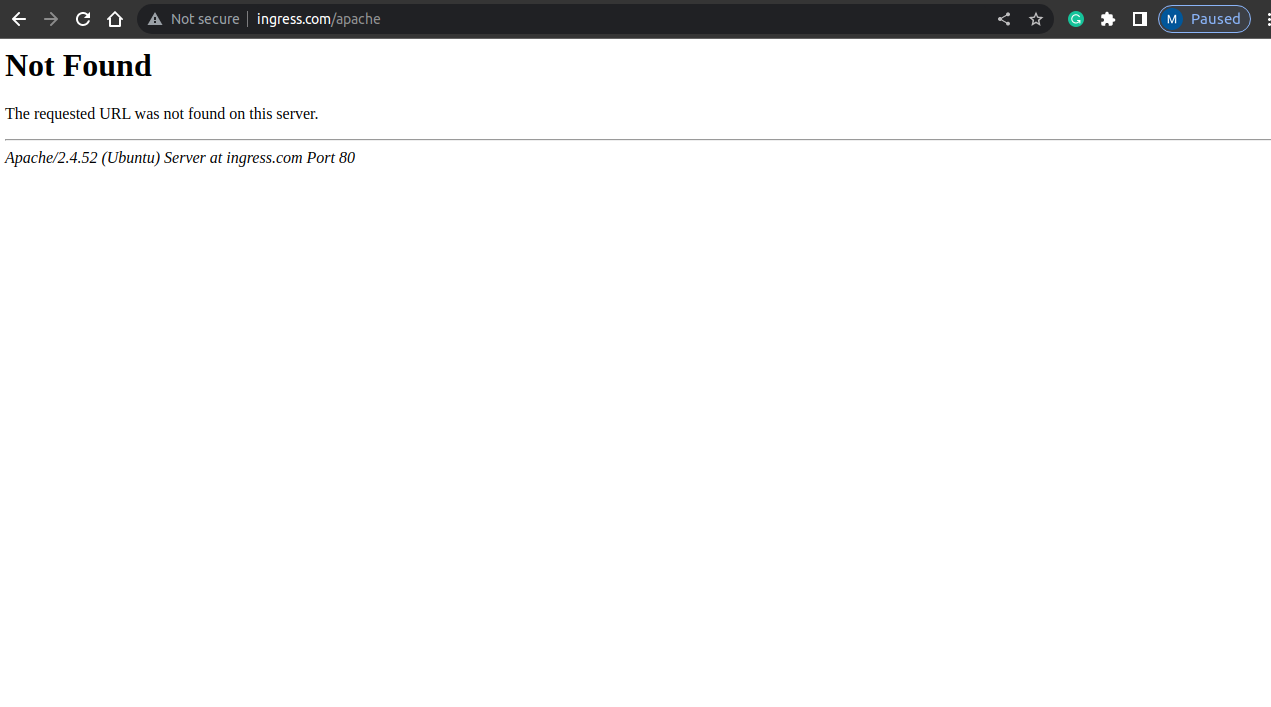 Not secure ingress.com/apache M Paused
Not Found
The requested URL was not found on this server.
Apache/2.4.52 (Ubuntu) Server at ingress.com Port 80